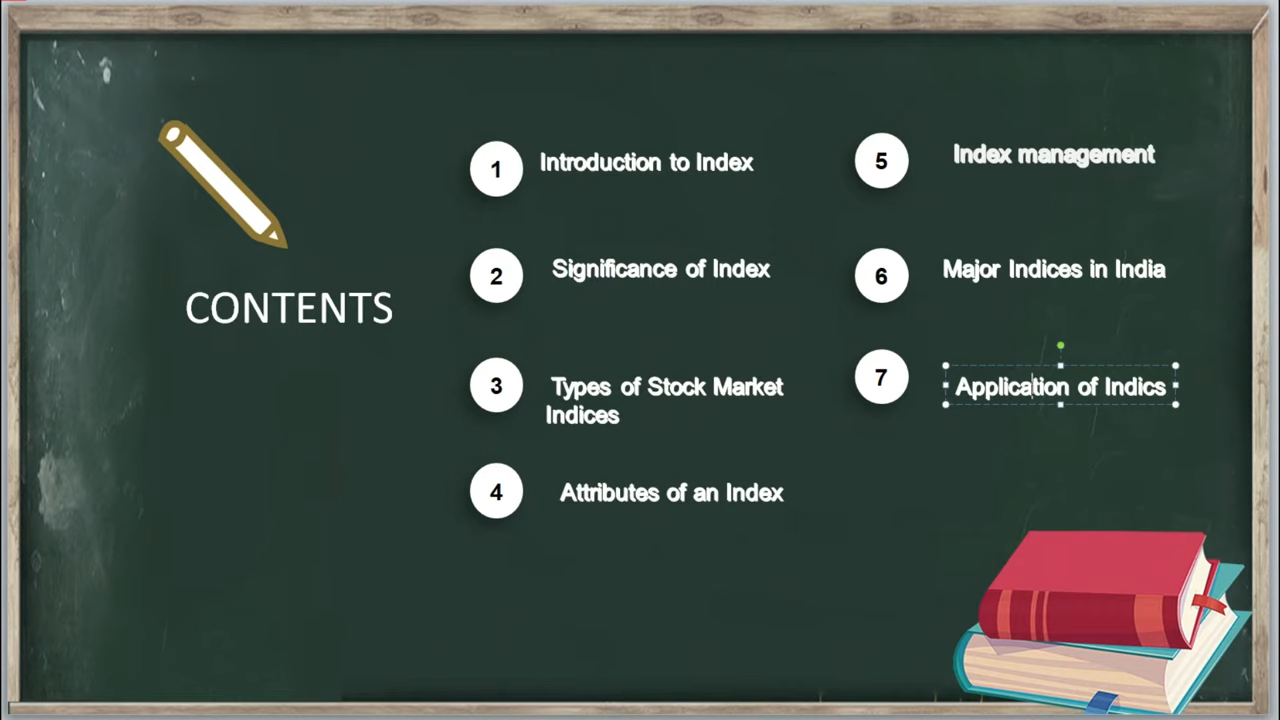 CONTENTS
1 Introduction to Index
2 Significance of Index
3 Types of Stock Market
Indices
4 Attributes of an Index
5 Index management
6 Major Indices in India
7 Application of Indics